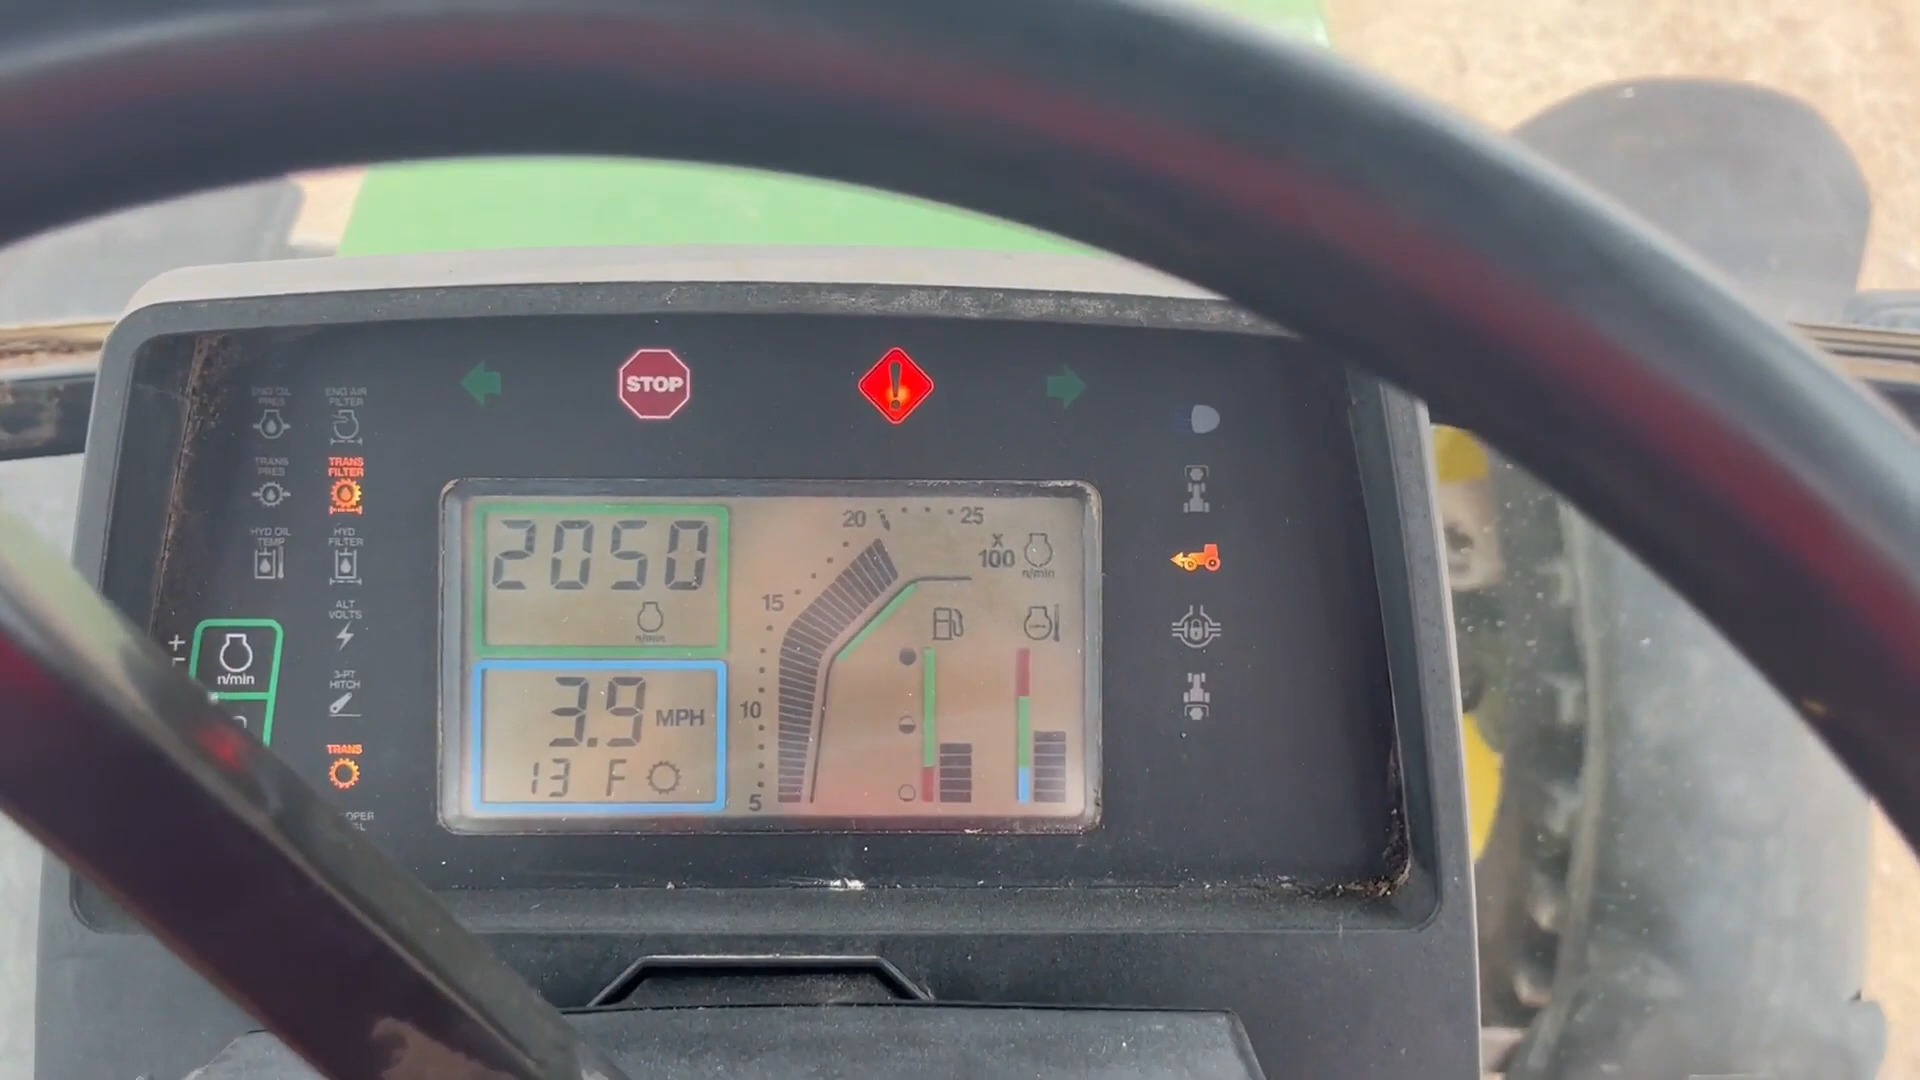 STOP
ENG OIL
PRES
ENG AIR
FILTER
TRANS
PRES
TRANS
FILTER
HYD OIL
TEMP
HYD
FILTER
ALT
VOLTS
+
-
n/min
3-PT
HITCH
TRANS
2050
n/min
3.9 MPH
13 F
5
10
15
20
25
X
100
n/min